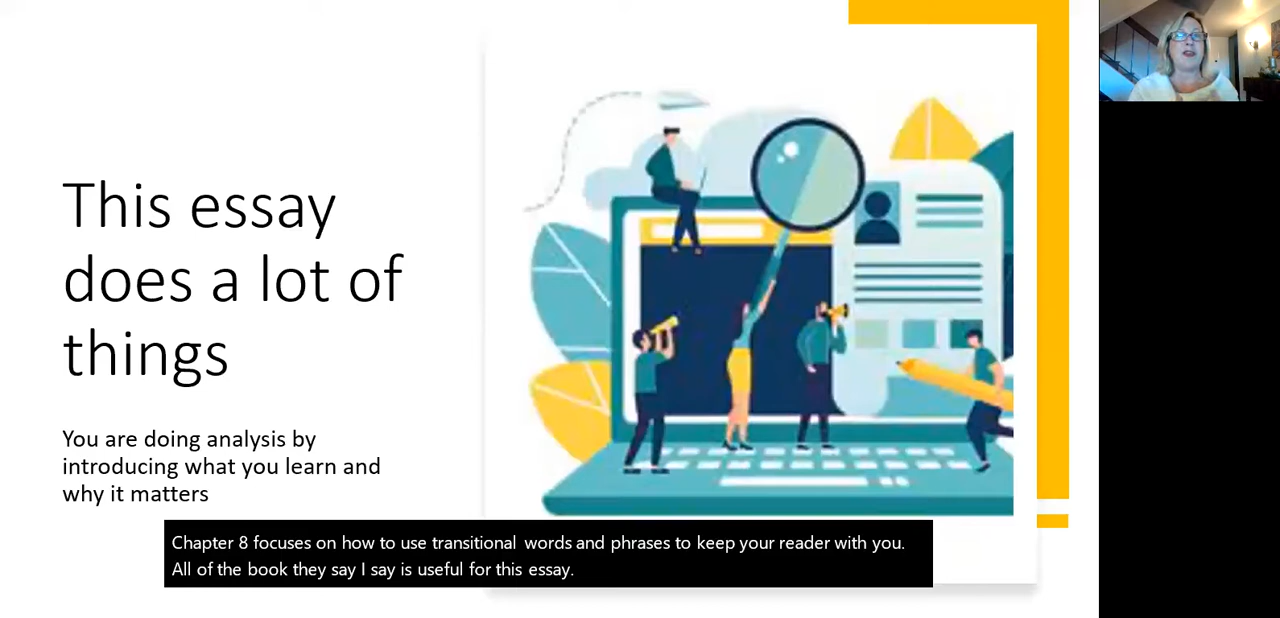 This essay
does a lot of
things
You are doing analysis by
introducing what you learn and
why it matters
Chapter 8 focuses on how to use transitional words and phrases to keep your reader with you.
All of the book they say I say is useful for this essay.